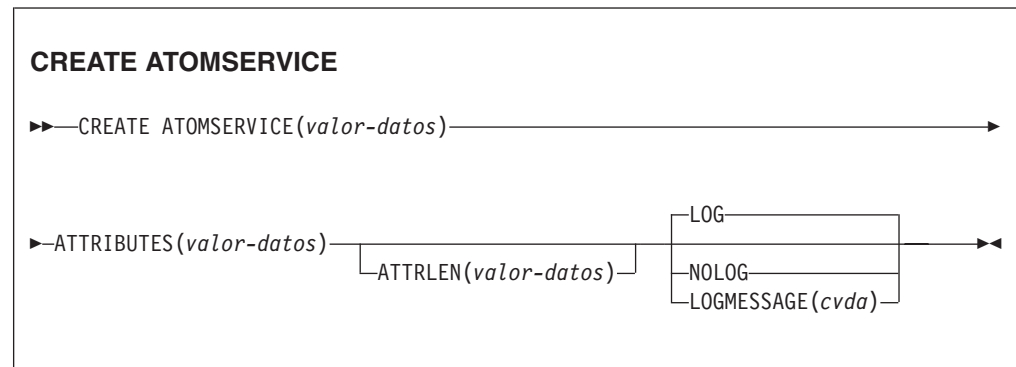 CREATE ATOMSERVICE
CREATE ATOMSERVICE(valor-datos)
LOG
ATTRIBUTES(valor-datos)
ATTRLEN(valor-datos)
NOLOG
LOGMESSAGE(cvda)